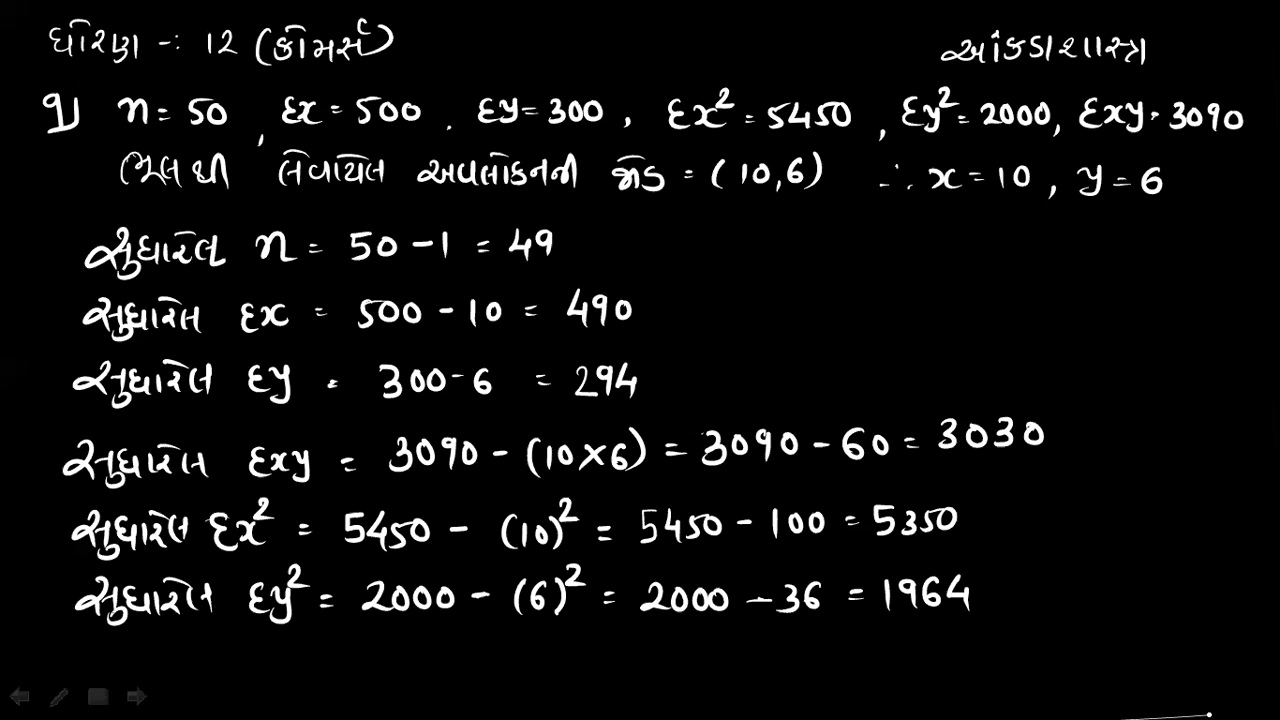 ધોરણ -: 12 (કોમર્સ) આંકડાશાસ્ત્ર
1) n = 50, Σx = 500, Σy = 300, Σx² = 5450, Σy² = 2000, Σxy = 3090
ભૂલથી લેવાયેલ અવલોકનની જોડ = (10,6) ∴ x = 10, y = 6
સુધારેલ n = 50 - 1 = 49
સુધારેલ Σx = 500 - 10 = 490
સુધારેલ Σy = 300 - 6 = 294
સુધારેલ Σxy = 3090 - (10 × 6) = 3090 - 60 = 3030
સુધારેલ Σx² = 5450 - (10)² = 5450 - 100 = 5350
સુધારેલ Σy² = 2000 - (6)² = 2000 - 36 = 1964